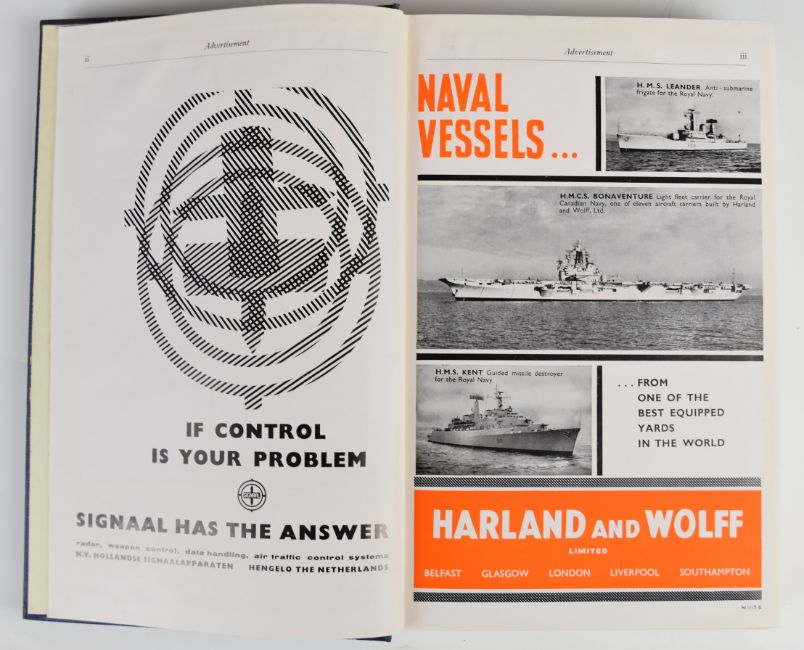 Advertisement
ii
IF CONTROL
IS YOUR PROBLEM
SIGNAAL
SIGNAAL HAS THE ANSWER
radar, weapon control, data handling, air traffic control systems
N.V. HOLLANDSE SIGNAALAPPARATEN HENGELO THE NETHERLANDS
Advertisement
iii
NAVAL
VESSELS...
H.M.S. LEANDER Anti-submarine
frigate for the Royal Navy.
H.M.C.S. BONAVENTURE Light fleet carrier for the Royal
Canadian Navy, one of eleven aircraft carriers built by Harland
and Wolff, Ltd.
H.M.S. KENT Guided missile destroyer
for the Royal Navy.
...FROM
ONE OF THE
BEST EQUIPPED
YARDS
IN THE WORLD
HARLAND AND WOLFF
LIMITED
BELFAST GLASGOW LONDON LIVERPOOL SOUTHAMPTON